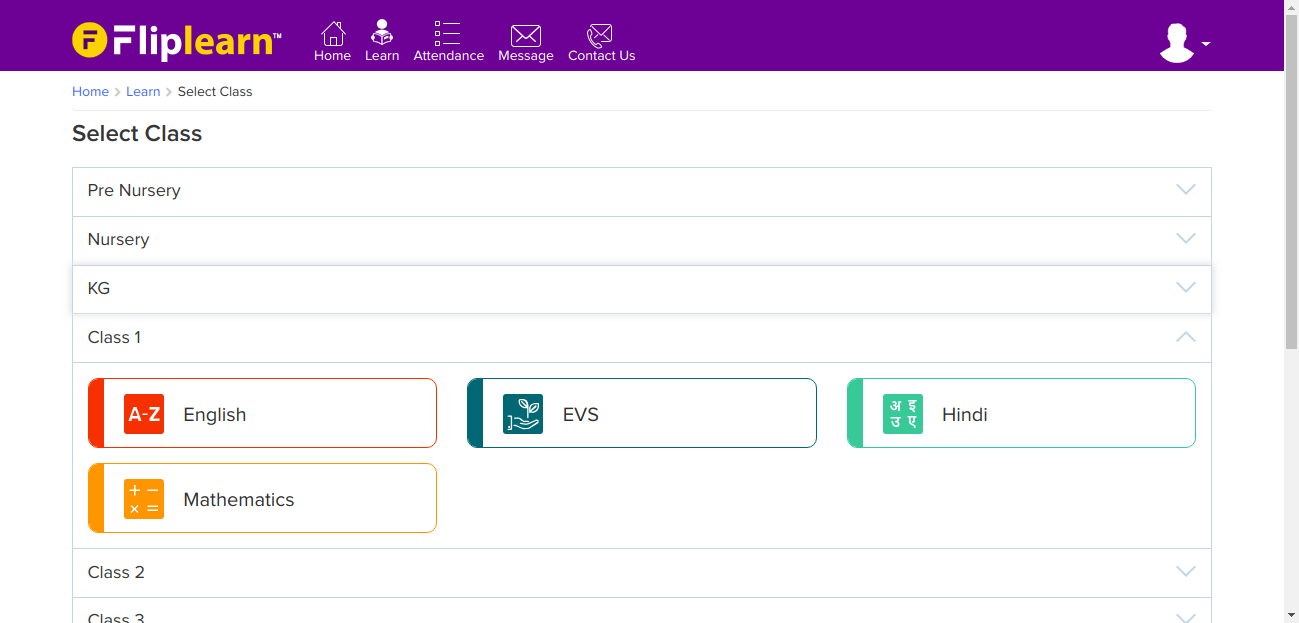 Fliplearn™
Home Learn Attendance Message Contact Us
Home > Learn > Select Class
Select Class
Pre Nursery
Nursery
KG
Class 1
A-Z English
EVS
अ इ
उ ए
Hindi
+ −
× =
Mathematics
Class 2
Class 3